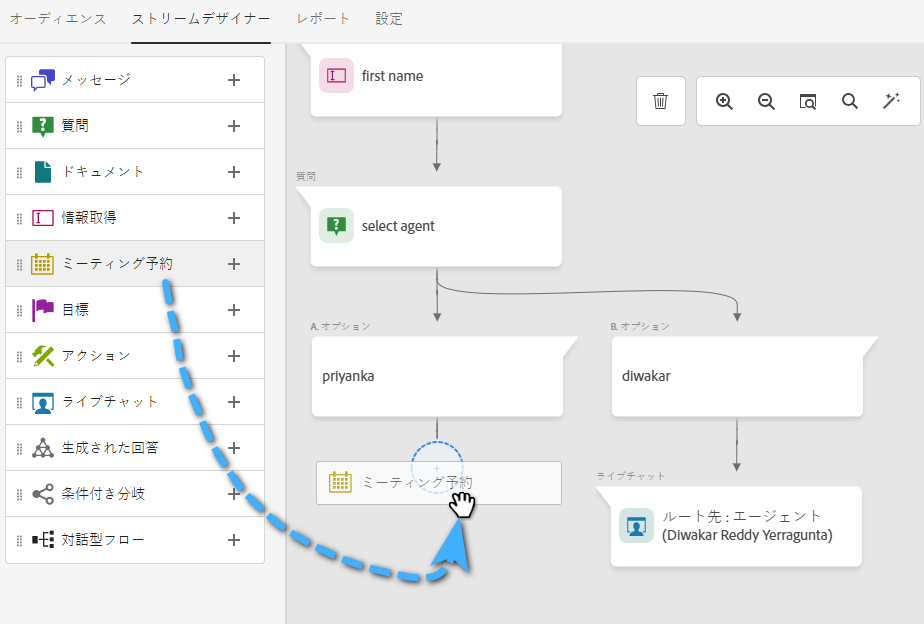 オーディエンス ストリームデザイナー レポート 設定
メッセージ
質問
ドキュメント
情報取得
ミーティング予約
目標
アクション
ライブチャット
生成された回答
条件付き分岐
対話型フロー
first name
質問
select agent
A. オプション
priyanka
B. オプション
diwakar
ミーティング予約
ライブチャット
ルート先 : エージェント
(Diwakar Reddy Yerragunta)